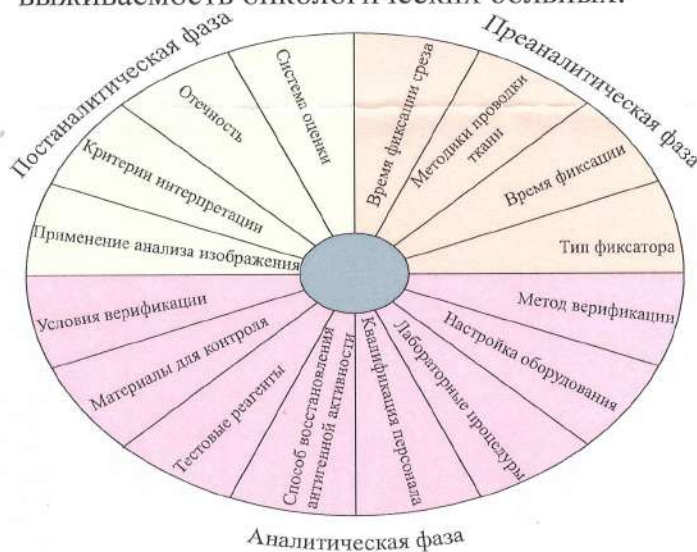 выживаемость онкологических больных.
Постаналитическая фаза
Преаналитическая фаза
Отечность
Система оценки
Критерии интерпретации
Применение анализа изображения
Время фиксации среза
Методики проводки
ткани
Время фиксации
Тип фиксатора
Условия верификации
Материалы для контроля
Тестовые реагенты
Способ восстановления
антигенной активности
Квалификация персонала
Лабораторные процедуры
Настройка оборудования
Метод верификации
Аналитическая фаза